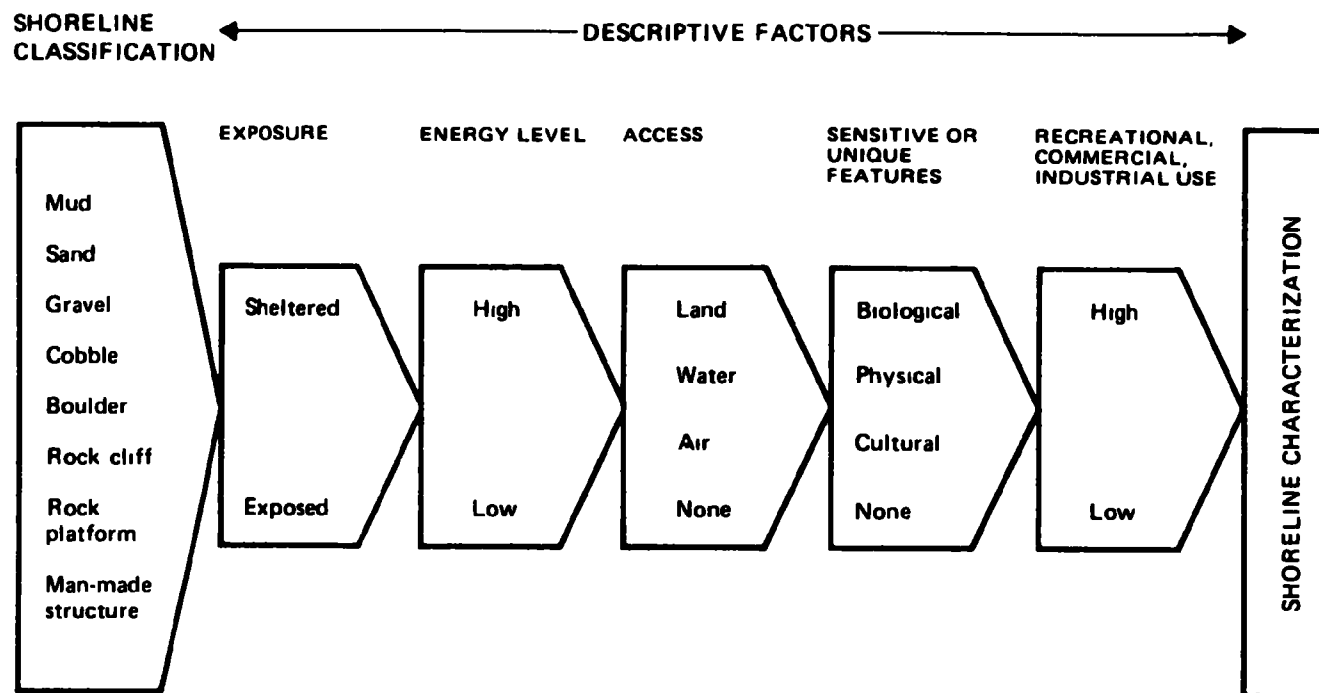 SHORELINE
CLASSIFICATION
DESCRIPTIVE FACTORS
EXPOSURE
ENERGY LEVEL
ACCESS
SENSITIVE OR
UNIQUE
FEATURES
RECREATIONAL,
COMMERCIAL,
INDUSTRIAL USE
Mud
Sand
Gravel
Cobble
Boulder
Rock cliff
Rock
platform
Man-made
structure
Sheltered
Exposed
High
Low
Land
Water
Air
None
Biological
Physical
Cultural
None
High
Low
SHORELINE CHARACTERIZATION